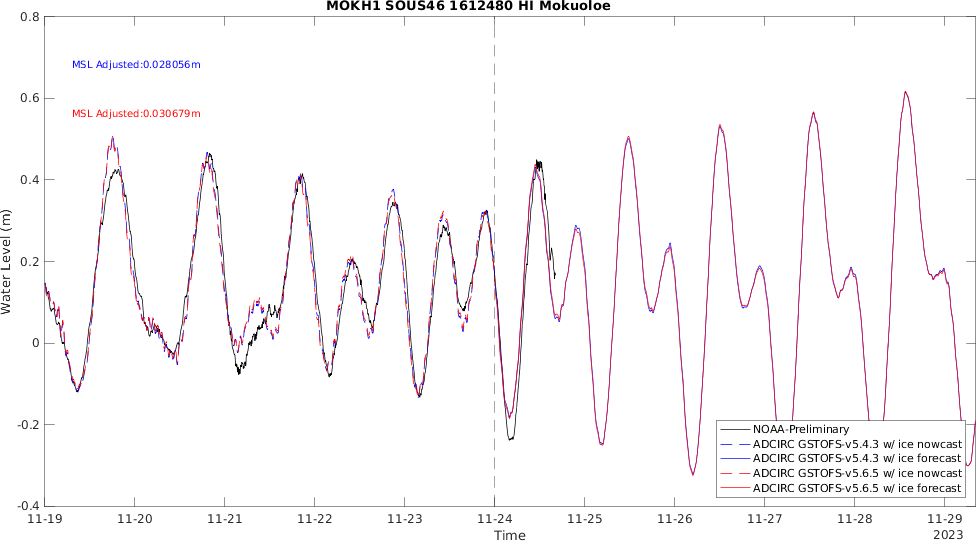 MOKH1 SOUS46 1612480 HI Mokuoloe
0.8
MSL Adjusted:0.028056m
0.6
MSL Adjusted:0.030679m
0.4
Water Level (m)
0.2
0
-0.2
NOAA-Preliminary
ADCIRC GSTOFS-v5.4.3 w/ ice nowcast
ADCIRC GSTOFS-v5.4.3 w/ ice forecast
ADCIRC GSTOFS-v5.6.5 w/ ice nowcast
ADCIRC GSTOFS-v5.6.5 w/ ice forecast
-0.4
11-19 11-20 11-21 11-22 11-23 11-24 11-25 11-26 11-27 11-28 11-29
Time
2023